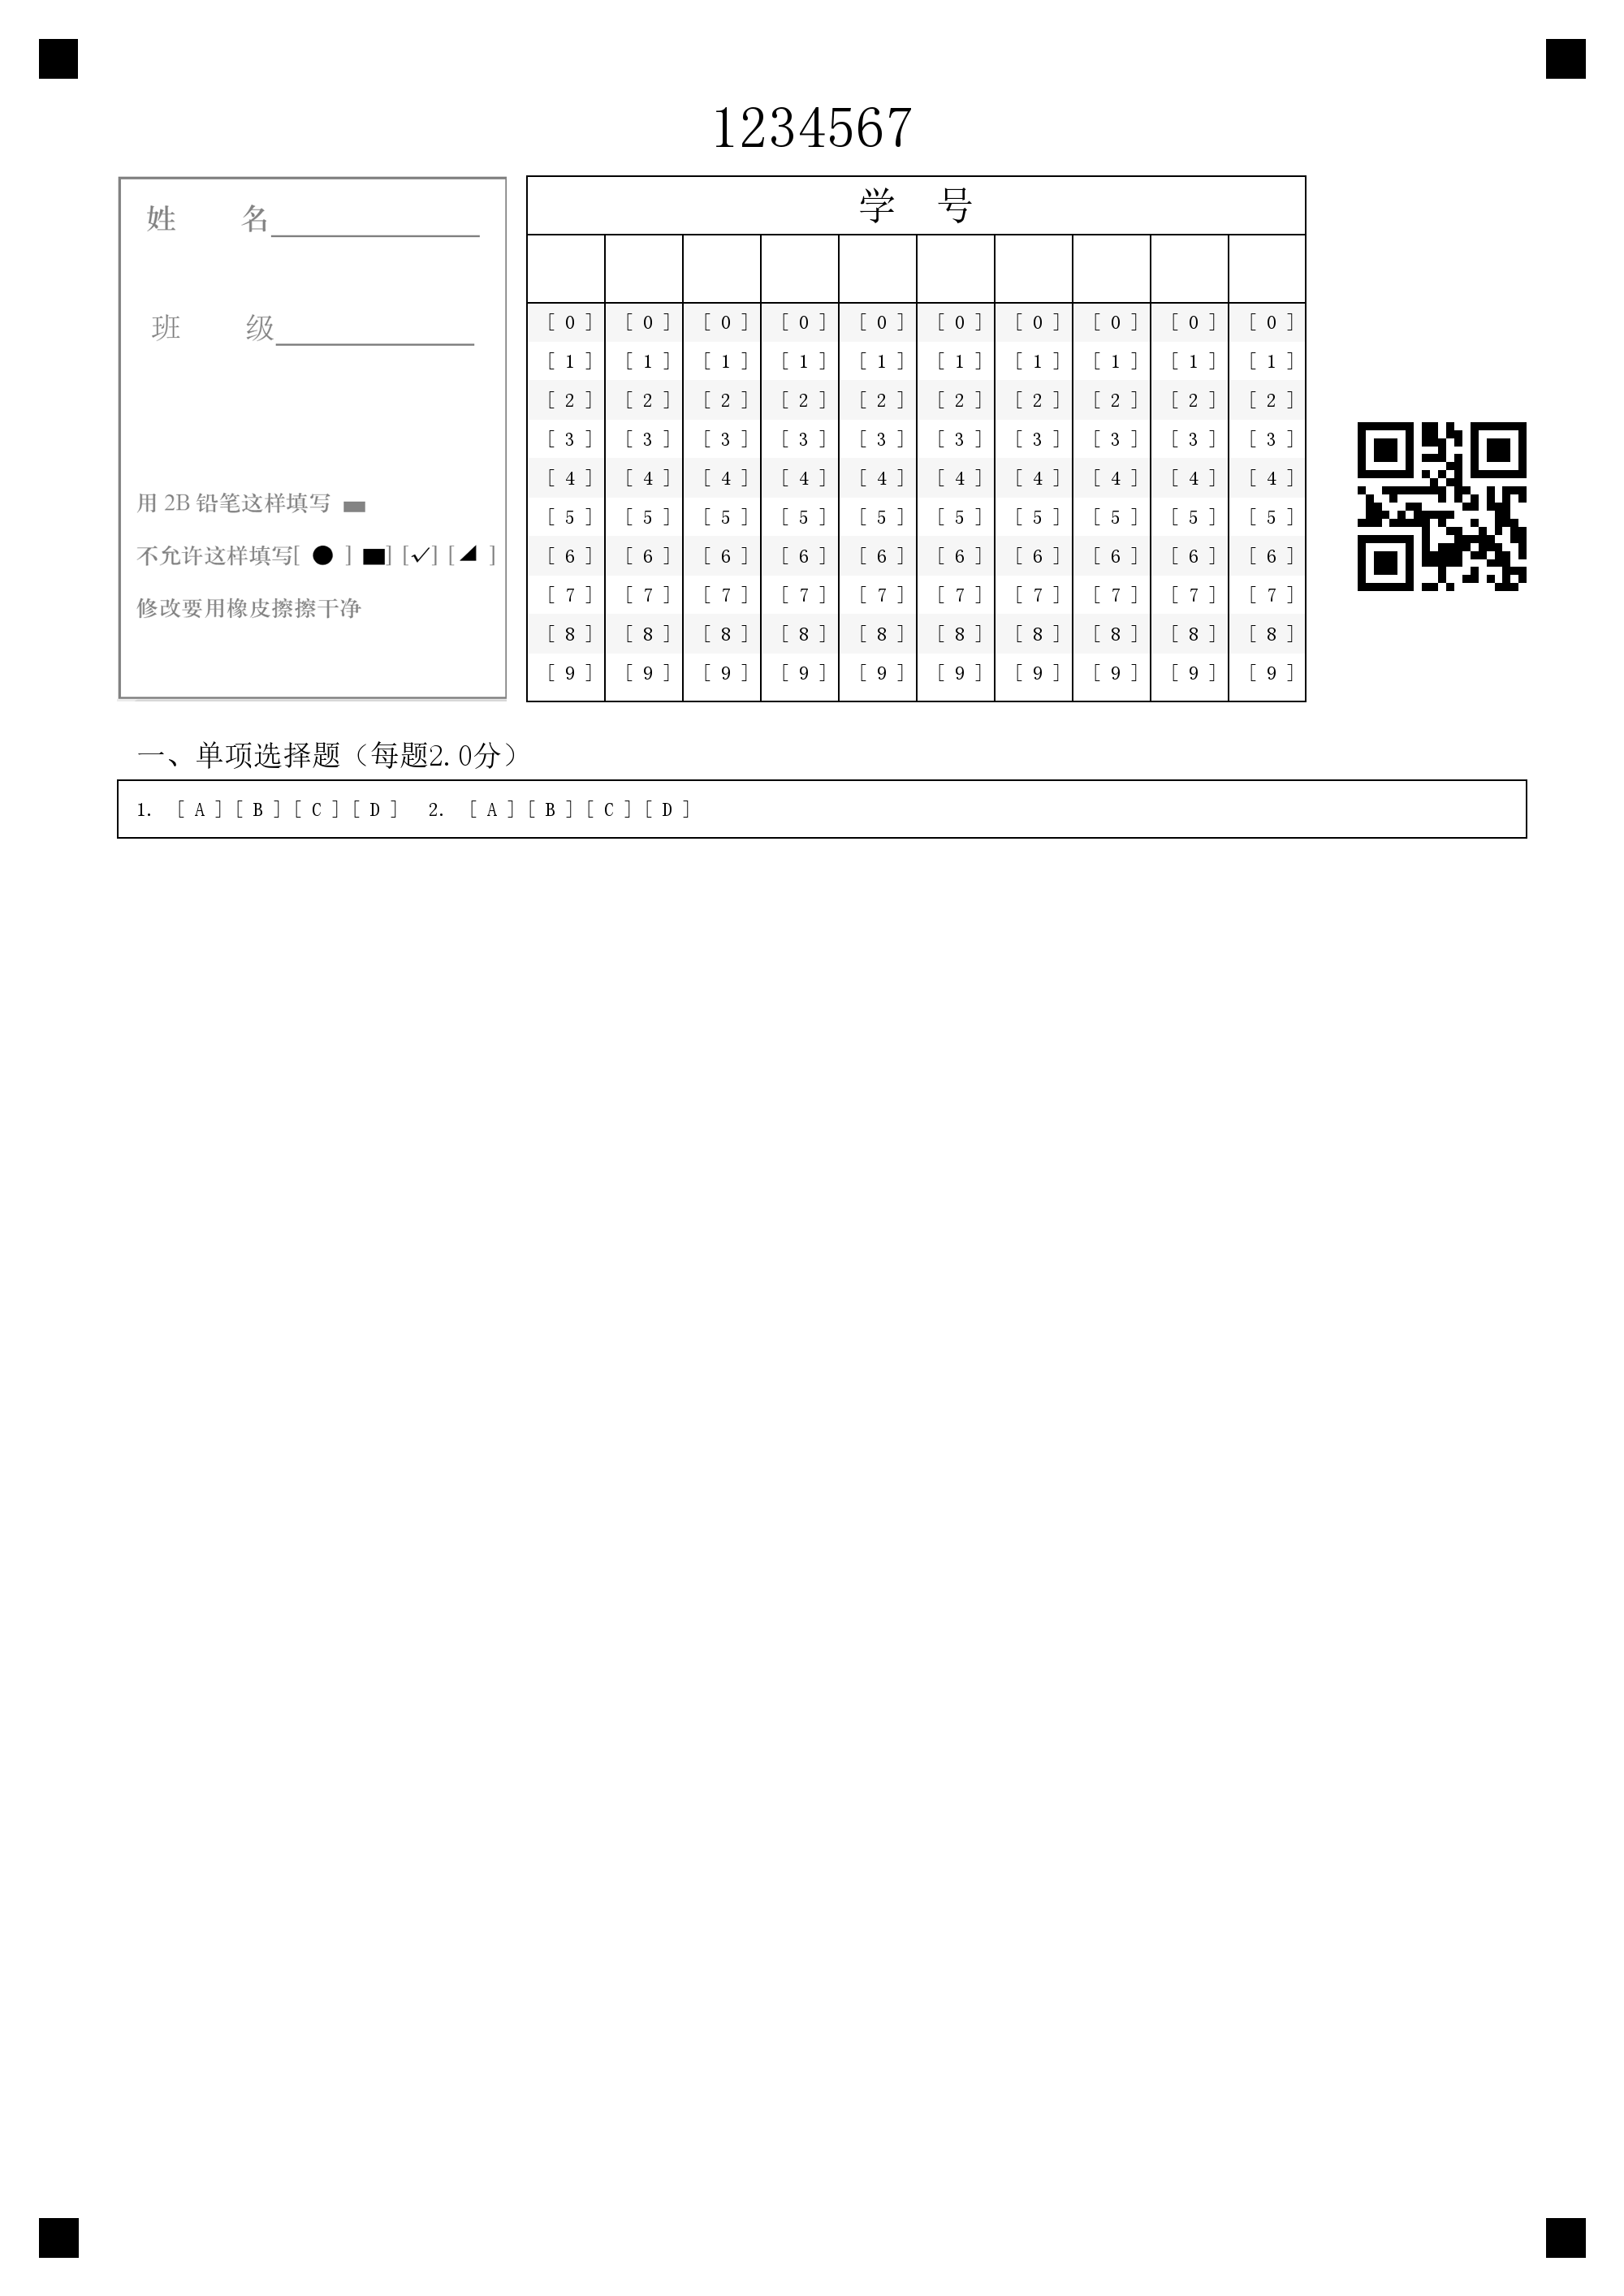 1234567
姓 名
班 级
用 2B 铅笔这样填写
不允许这样填写[ ● ] ■] [✓] [◢ ]
修改要用橡皮擦擦干净
学 号
[ 0 ] [ 0 ] [ 0 ] [ 0 ] [ 0 ] [ 0 ] [ 0 ] [ 0 ] [ 0 ] [ 0 ]
[ 1 ] [ 1 ] [ 1 ] [ 1 ] [ 1 ] [ 1 ] [ 1 ] [ 1 ] [ 1 ] [ 1 ]
[ 2 ] [ 2 ] [ 2 ] [ 2 ] [ 2 ] [ 2 ] [ 2 ] [ 2 ] [ 2 ] [ 2 ]
[ 3 ] [ 3 ] [ 3 ] [ 3 ] [ 3 ] [ 3 ] [ 3 ] [ 3 ] [ 3 ] [ 3 ]
[ 4 ] [ 4 ] [ 4 ] [ 4 ] [ 4 ] [ 4 ] [ 4 ] [ 4 ] [ 4 ] [ 4 ]
[ 5 ] [ 5 ] [ 5 ] [ 5 ] [ 5 ] [ 5 ] [ 5 ] [ 5 ] [ 5 ] [ 5 ]
[ 6 ] [ 6 ] [ 6 ] [ 6 ] [ 6 ] [ 6 ] [ 6 ] [ 6 ] [ 6 ] [ 6 ]
[ 7 ] [ 7 ] [ 7 ] [ 7 ] [ 7 ] [ 7 ] [ 7 ] [ 7 ] [ 7 ] [ 7 ]
[ 8 ] [ 8 ] [ 8 ] [ 8 ] [ 8 ] [ 8 ] [ 8 ] [ 8 ] [ 8 ] [ 8 ]
[ 9 ] [ 9 ] [ 9 ] [ 9 ] [ 9 ] [ 9 ] [ 9 ] [ 9 ] [ 9 ] [ 9 ]
一、单项选择题（每题2.0分）
1. [ A ] [ B ] [ C ] [ D ] 2. [ A ] [ B ] [ C ] [ D ]